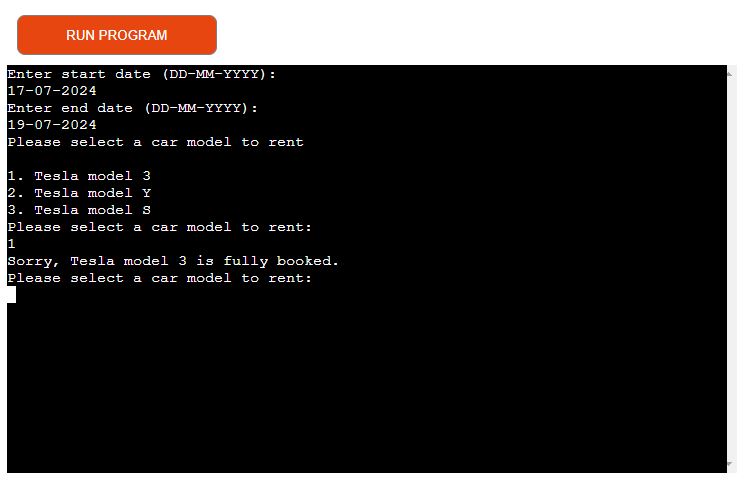 RUN PROGRAM
Enter start date (DD-MM-YYYY):
17-07-2024
Enter end date (DD-MM-YYYY):
19-07-2024
Please select a car model to rent
1. Tesla model 3
2. Tesla model Y
3. Tesla model S
Please select a car model to rent:
1
Sorry, Tesla model 3 is fully booked.
Please select a car model to rent: